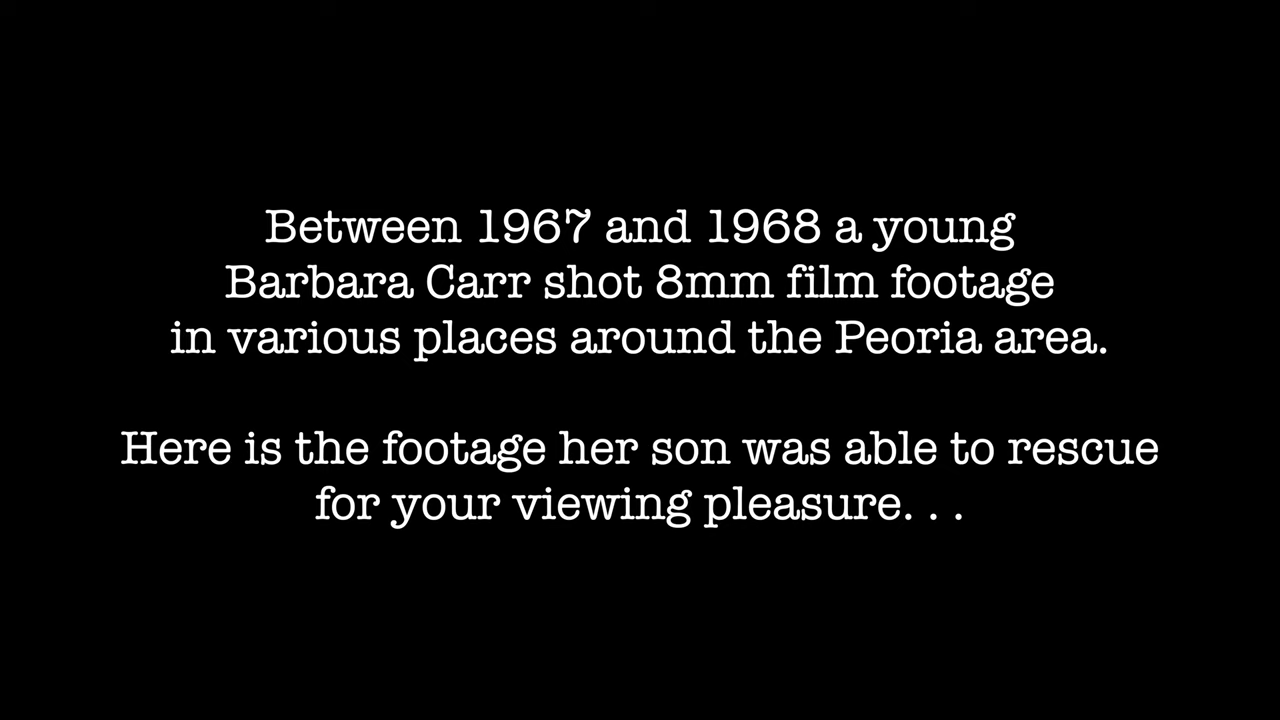 Between 1967 and 1968 a young
Barbara Carr shot 8mm film footage
in various places around the Peoria area.
Here is the footage her son was able to rescue
for your viewing pleasure. . .